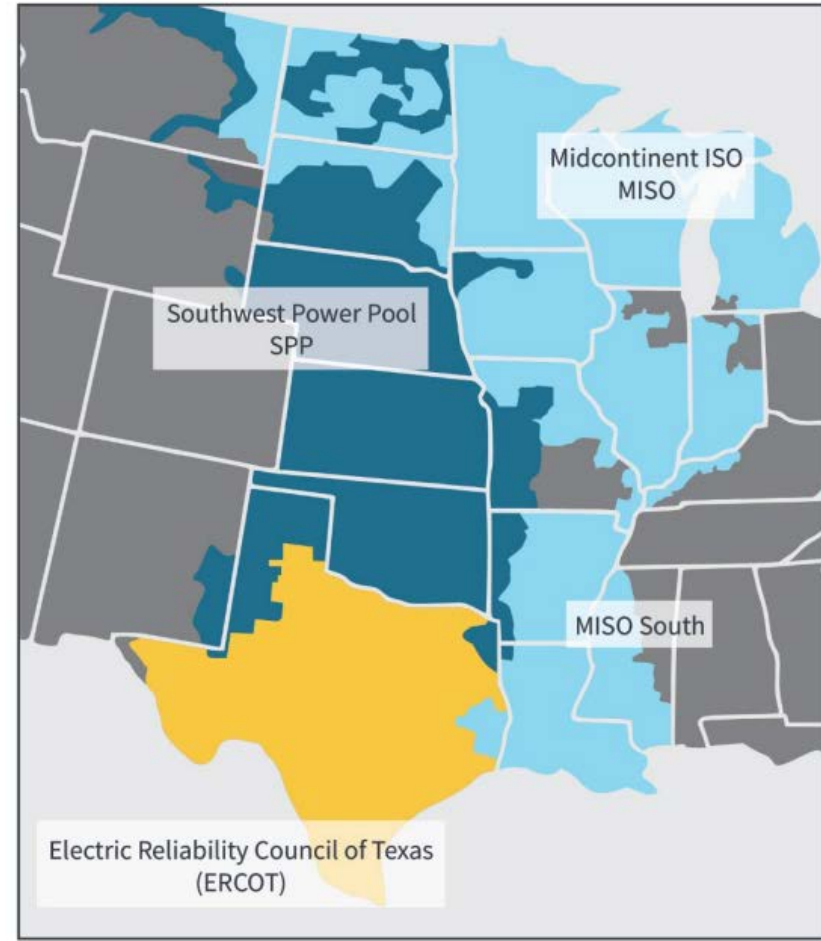 Midcontinent ISO
MISO
Southwest Power Pool
SPP
MISO South
Electric Reliability Council of Texas
(ERCOT)